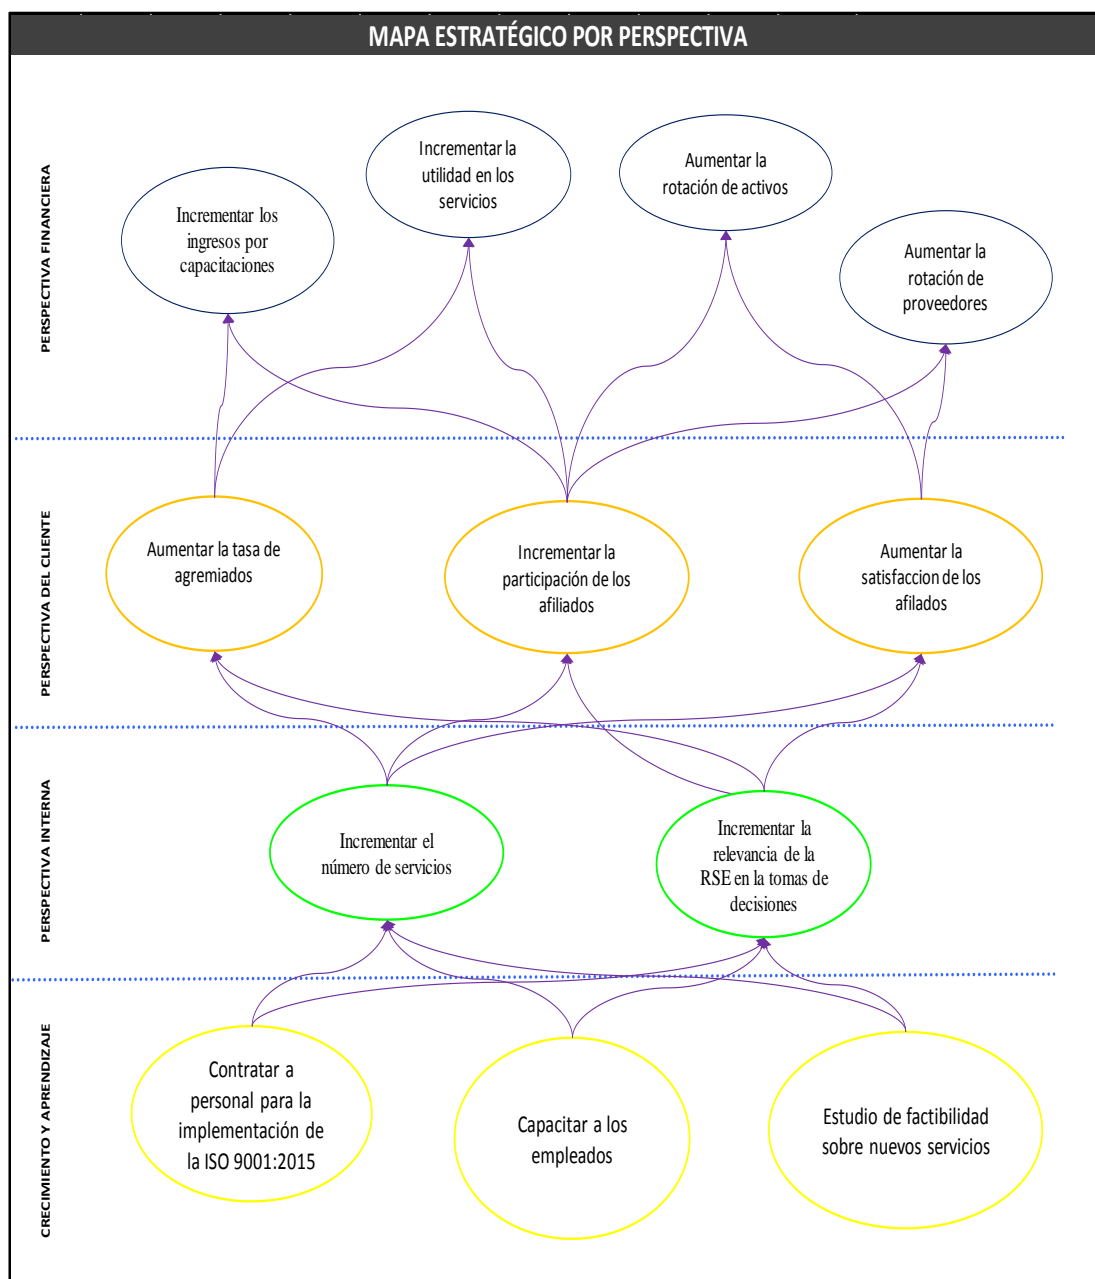 MAPA ESTRATÉGICO POR PERSPECTIVA
PERSPECTIVA FINANCIERA
Incrementar los
ingresos por
capacitaciones
Incrementar la
utilidad en los
servicios
Aumentar la
rotación de activos
Aumentar la
rotación de
proveedores
PERSPECTIVA DEL CLIENTE
Aumentar la tasa de
agremiados
Incrementar la
participación de los
afiliados
Aumentar la
satisfaccion de los
afilados
PERSPECTIVA INTERNA
Incrementar el
número de servicios
Incrementar la
relevancia de la
RSE en la tomas de
decisiones
CRECIMIENTO Y APRENDIZAJE
Contratar a
personal para la
implementación de
la ISO 9001:2015
Capacitar a los
empleados
Estudio de factibilidad
sobre nuevos servicios